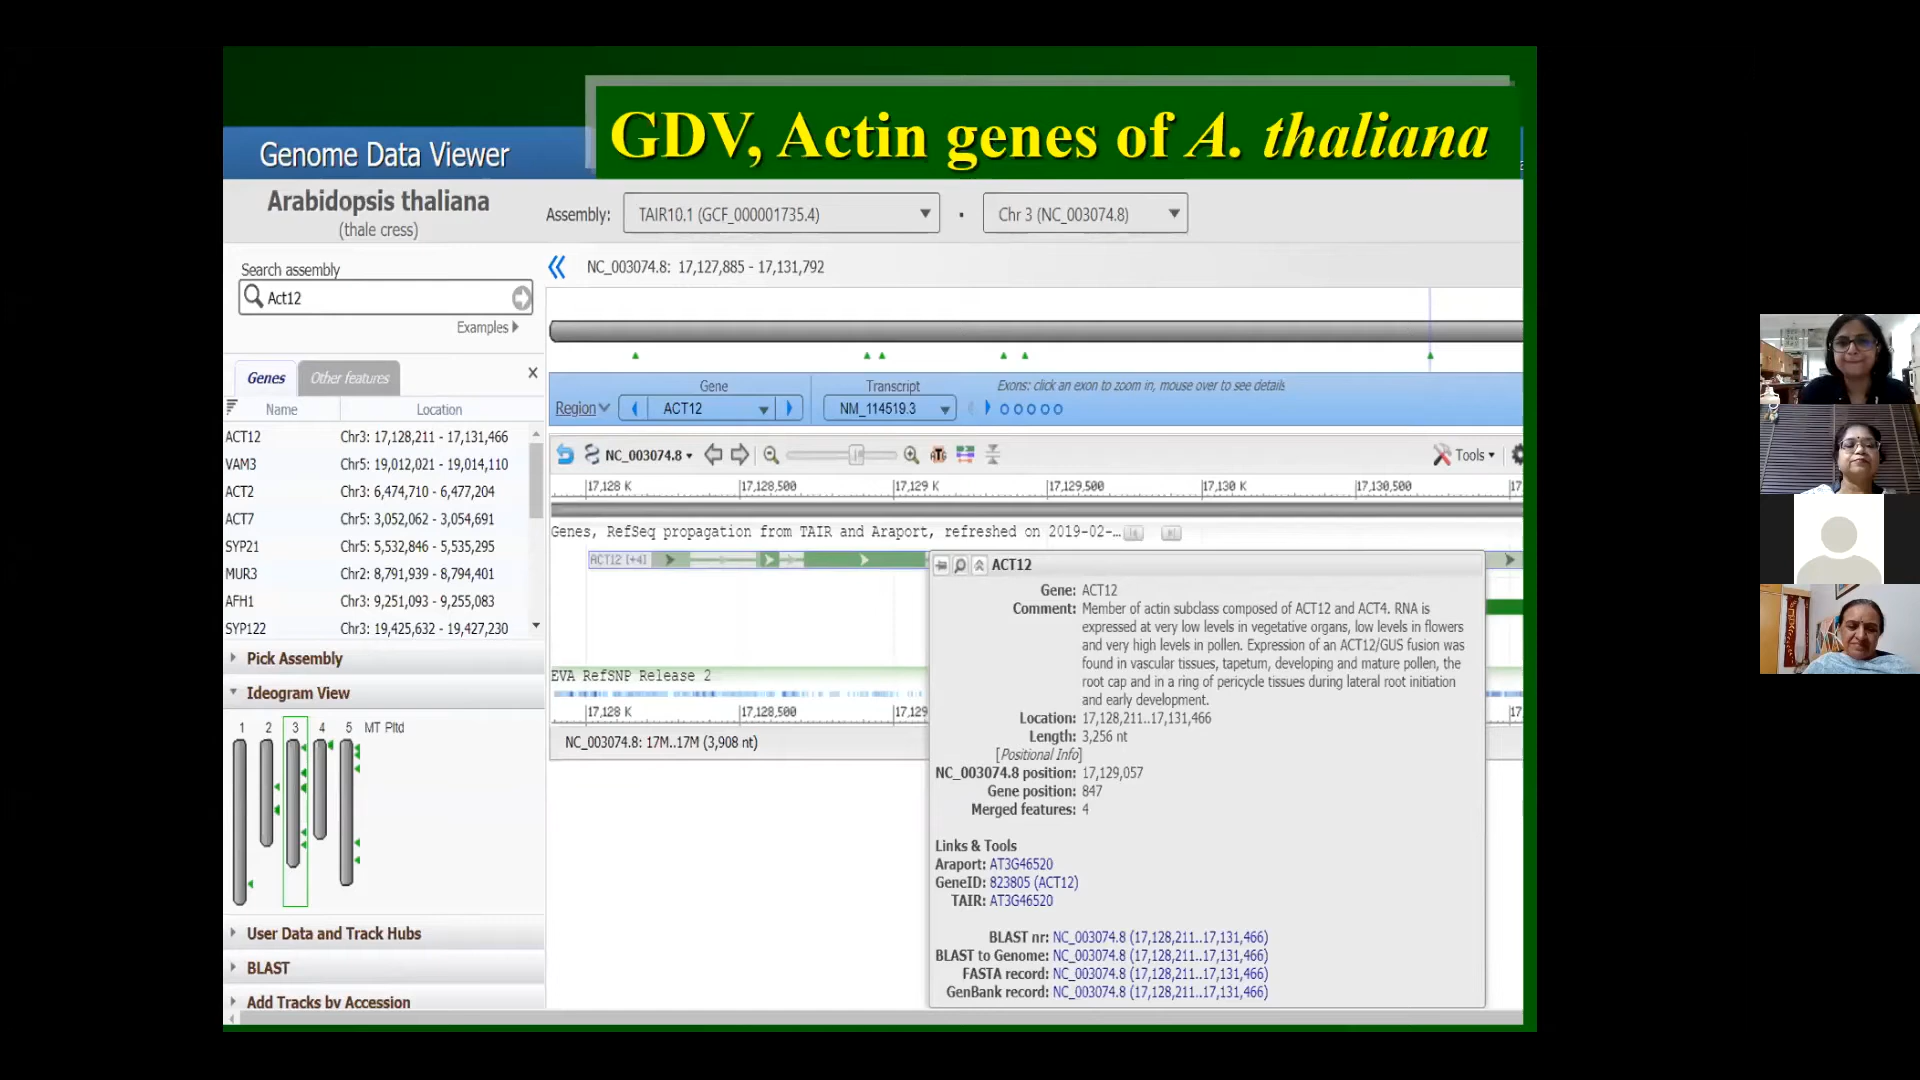 GDV, Actin genes of A. thaliana
Genome Data Viewer
Arabidopsis thaliana
(thale cress)
Assembly: TAIR10.1 (GCF_000001735.4) Chr 3 (NC_003074.8)
Search assembly
Act12
Examples
NC_003074.8: 17,127,885 - 17,131,792
Genes Other features
Name Location
ACT12 Chr3: 17,128,211 - 17,131,466
VAM3 Chr5: 19,012,021 - 19,014,110
ACT2 Chr3: 6,474,710 - 6,477,204
ACT7 Chr5: 3,052,062 - 3,054,691
SYP21 Chr5: 5,532,846 - 5,535,295
MUR3 Chr2: 8,791,939 - 8,794,401
AFH1 Chr3: 9,251,093 - 9,255,083
SYP122 Chr3: 19,425,632 - 19,427,230
Pick Assembly
Ideogram View
1 2 3 4 5 MT Pltd
User Data and Track Hubs
BLAST
Add Tracks by Accession
Gene Transcript Exons: click an exon to zoom in, mouse over to see details
Region ACT12 NM_114519.3
NC_003074.8 Tools
17,128 K 17,128,500 17,129 K 17,129,500 17,130 K 17,130,500 17
Genes, RefSeq propagation from TAIR and Araport, refreshed on 2019-02-…
ACT12 [+4]
EVA RefSNP Release 2
17,128 K 17,128,500 17,129 17
NC_003074.8: 17M..17M (3,908 nt)
ACT12
Gene: ACT12
Comment: Member of actin subclass composed of ACT12 and ACT4. RNA is
expressed at very low levels in vegetative organs, low levels in flowers
and very high levels in pollen. Expression of an ACT12/GUS fusion was
found in vascular tissues, tapetum, developing and mature pollen, the
root cap and in a ring of pericycle tissues during lateral root initiation
and early development.
Location: 17,128,211..17,131,466
Length: 3,256 nt
[Positional Info]
NC_003074.8 position: 17,129,057
Gene position: 847
Merged features: 4
Links & Tools
Araport: AT3G46520
GeneID: 823805 (ACT12)
TAIR: AT3G46520
BLAST nr: NC_003074.8 (17,128,211..17,131,466)
BLAST to Genome: NC_003074.8 (17,128,211..17,131,466)
FASTA record: NC_003074.8 (17,128,211..17,131,466)
GenBank record: NC_003074.8 (17,128,211..17,131,466)